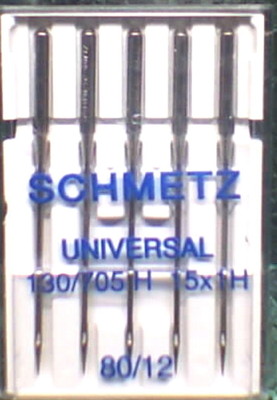 SCHMETZ
UNIVERSAL
130/705 H 15x1H
80/12